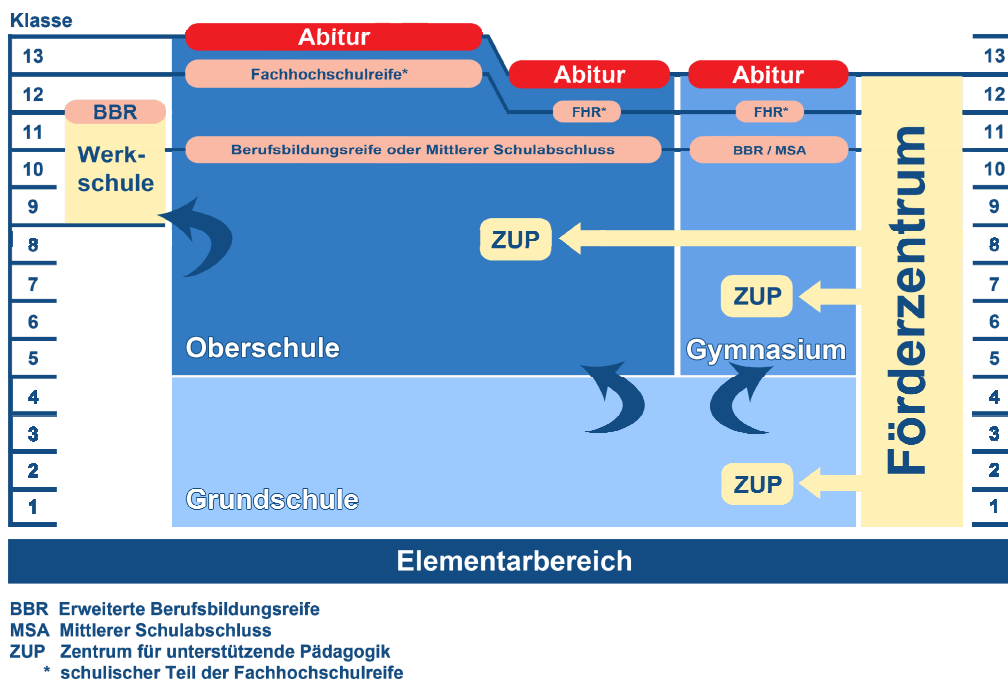 Klasse
Abitur
13
13
Fachhochschulreife*
Abitur
Abitur
12
12
BBR
FHR*
FHR*
11
11
Werk-
schule
Berufsbildungsreife oder Mittlerer Schulabschluss
BBR / MSA
10
10
9
9
ZUP
8
8
7
7
ZUP
6
6
Oberschule
Gymnasium
5
5
Förderzentrum
4
4
3
3
2
2
ZUP
Grundschule
1
1
Elementarbereich
BBR Erweiterte Berufsbildungsreife
MSA Mittlerer Schulabschluss
ZUP Zentrum für unterstützende Pädagogik
* schulischer Teil der Fachhochschulreife